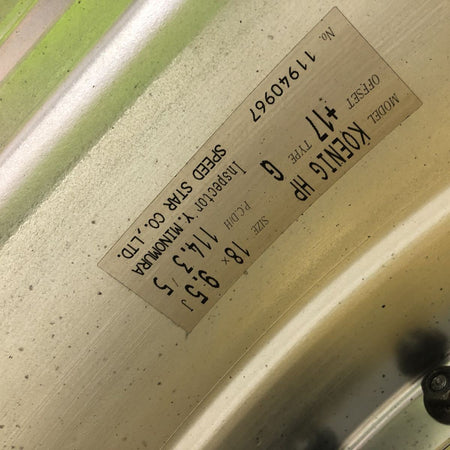 MODEL KOENIG HP
SIZE 18 × 9.5 J
OFFSET +17 TYPE G P.C.D/H 114.3 / 5
Inspector Y.MINOMURA
No. 11940967 SPEED STAR CO.,LTD.